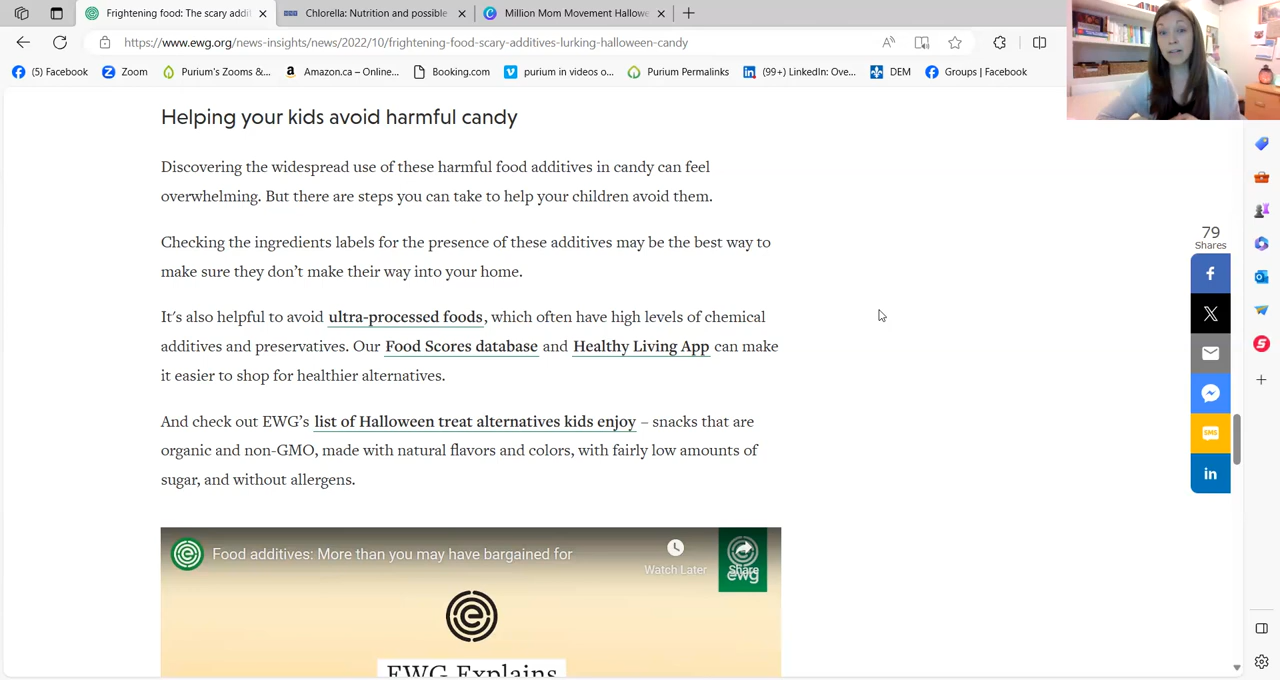 Frightening food: The scary addi
Chlorella: Nutrition and possible
Million Mom Movement Hallow
https://www.ewg.org/news-insights/news/2022/10/frightening-food-scary-additives-lurking-halloween-candy
(5) Facebook
Zoom
Purium's Zooms &...
Amazon.ca – Online...
Booking.com
purium in videos o...
Purium Permalinks
(99+) LinkedIn: Ove...
DEM
Groups | Facebook
Helping your kids avoid harmful candy
Discovering the widespread use of these harmful food additives in candy can feel
overwhelming. But there are steps you can take to help your children avoid them.
Checking the ingredients labels for the presence of these additives may be the best way to
make sure they don’t make their way into your home.
It's also helpful to avoid ultra-processed foods, which often have high levels of chemical
additives and preservatives. Our Food Scores database and Healthy Living App can make
it easier to shop for healthier alternatives.
And check out EWG’s list of Halloween treat alternatives kids enjoy – snacks that are
organic and non-GMO, made with natural flavors and colors, with fairly low amounts of
sugar, and without allergens.
79
Shares
SMS
in
Food additives: More than you may have bargained for
Watch Later
Share
ewg
EWG Explains